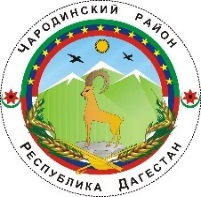 Чародинский район
Республика Дагестан